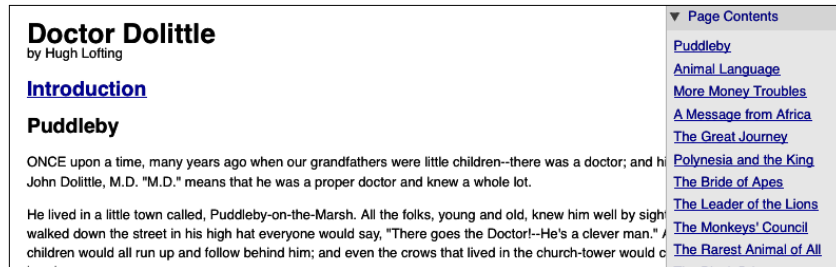 Doctor Dolittle
by Hugh Lofting
Introduction
Puddleby
ONCE upon a time, many years ago when our grandfathers were little children--there was a doctor; and hi
John Dolittle, M.D. "M.D." means that he was a proper doctor and knew a whole lot.
He lived in a little town called, Puddleby-on-the-Marsh. All the folks, young and old, knew him well by sight
walked down the street in his high hat everyone would say, "There goes the Doctor!--He's a clever man."
children would all run up and follow behind him; and even the crows that lived in the church-tower would c
▼ Page Contents
Puddleby
Animal Language
More Money Troubles
A Message from Africa
The Great Journey
Polynesia and the King
The Bride of Apes
The Leader of the Lions
The Monkeys' Council
The Rarest Animal of All